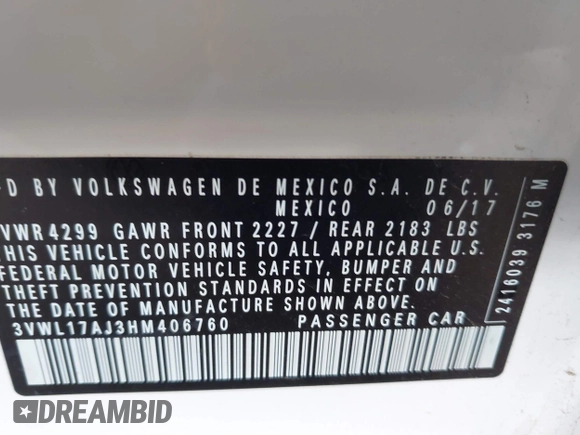 D BY VOLKSWAGEN DE MEXICO S.A. DE C.V.
MEXICO 06/17
VWR4299 GAWR FRONT 2227 / REAR 2183 LBS
THIS VEHICLE CONFORMS TO ALL APPLICABLE U.S.
FEDERAL MOTOR VEHICLE SAFETY, BUMPER AND
THEFT PREVENTION STANDARDS IN EFFECT ON
THE DATE OF MANUFACTURE SHOWN ABOVE.
3VWL17AJ3HM406760 PASSENGER CAR
2416039 3176 M
DREAMBID